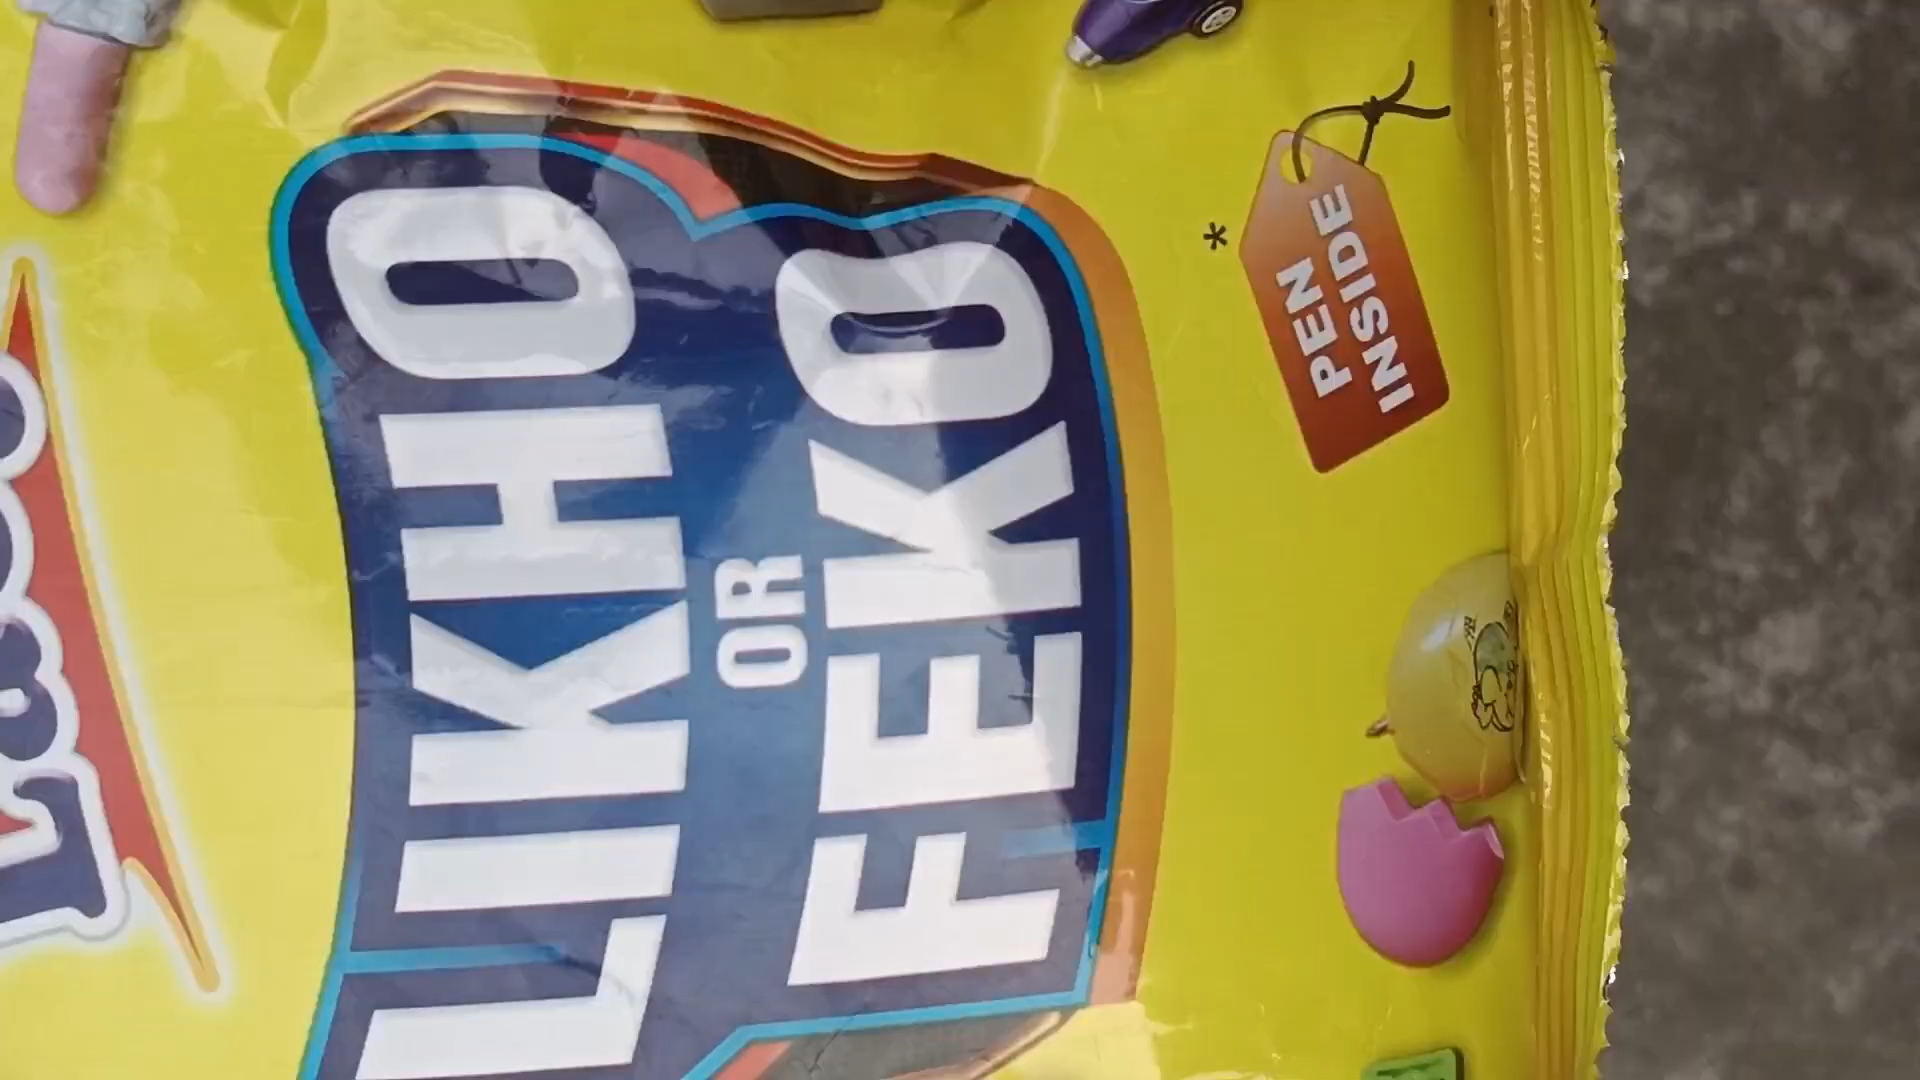 LIKHO
OR
FEKO
*
PEN
INSIDE